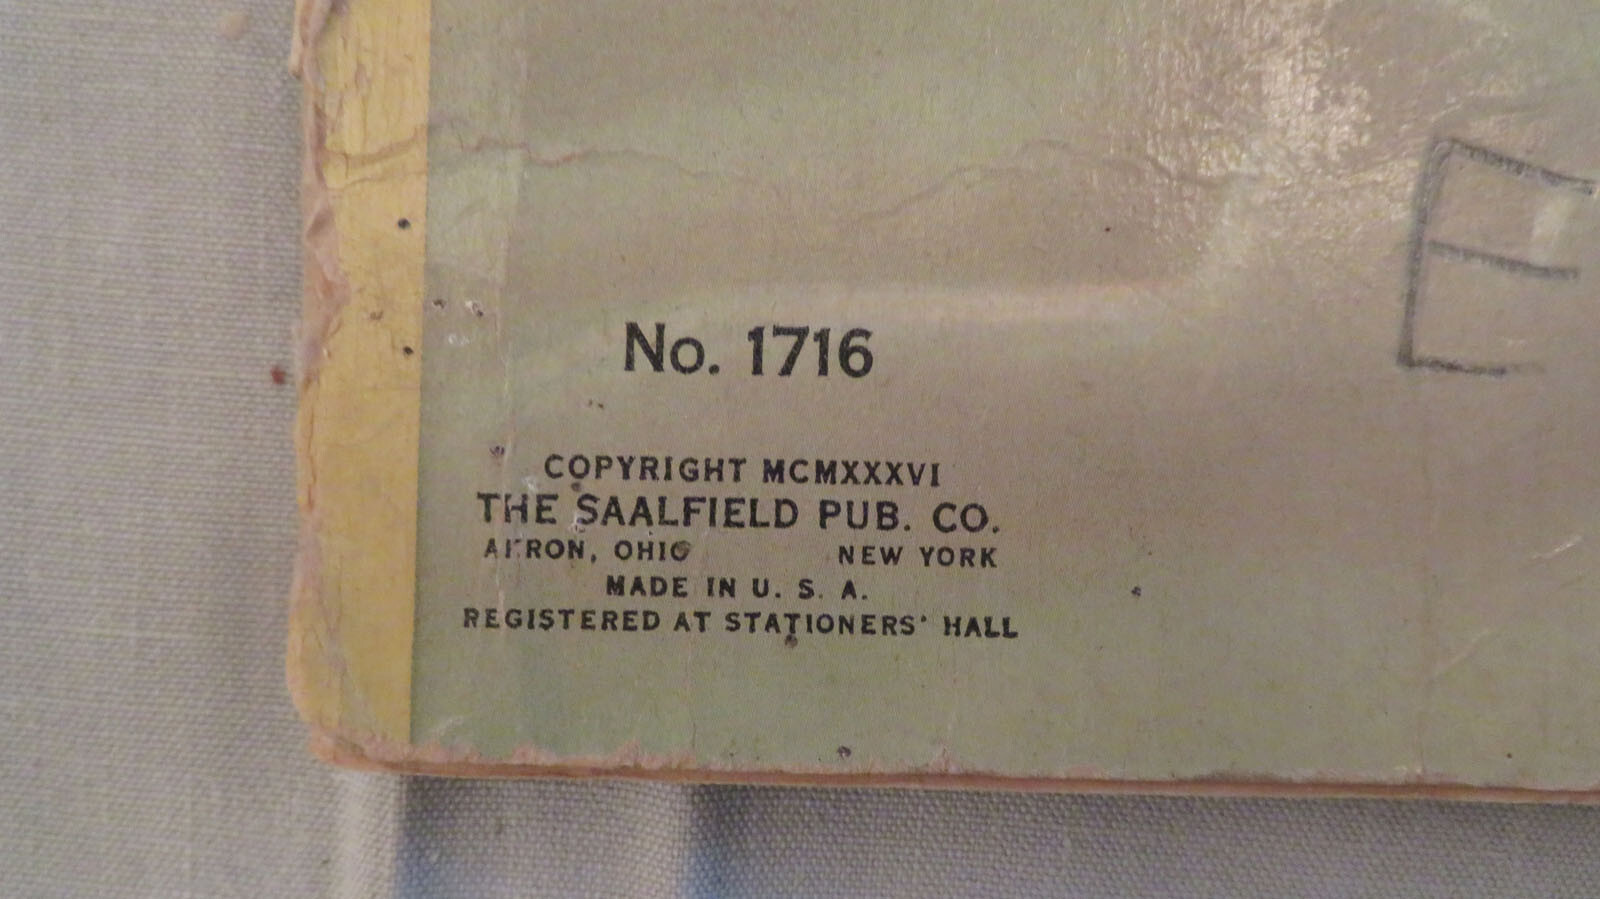 No. 1716
E
COPYRIGHT MCMXXXVI
THE SAALFIELD PUB. CO.
AKRON, OHIO NEW YORK
MADE IN U. S. A.
REGISTERED AT STATIONERS' HALL